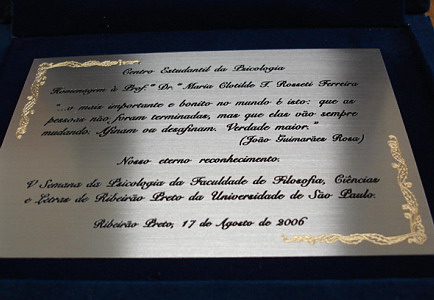 Centro Estudantil da Psicologia
Homenagem à Prof.ª Dr.ª Maria Clotilde T. Rosseti Ferreira
"...o mais importante e bonito no mundo é isto: que as
pessoas não foram terminadas, mas que elas vão sempre
mudando. Afinam ou desafinam. Verdade maior."
(João Guimarães Rosa)
Nosso eterno reconhecimento.
V Semana da Psicologia da Faculdade de Filosofia, Ciências
e Letras de Ribeirão Preto da Universidade de São Paulo.
Ribeirão Preto, 17 de Agosto de 2006